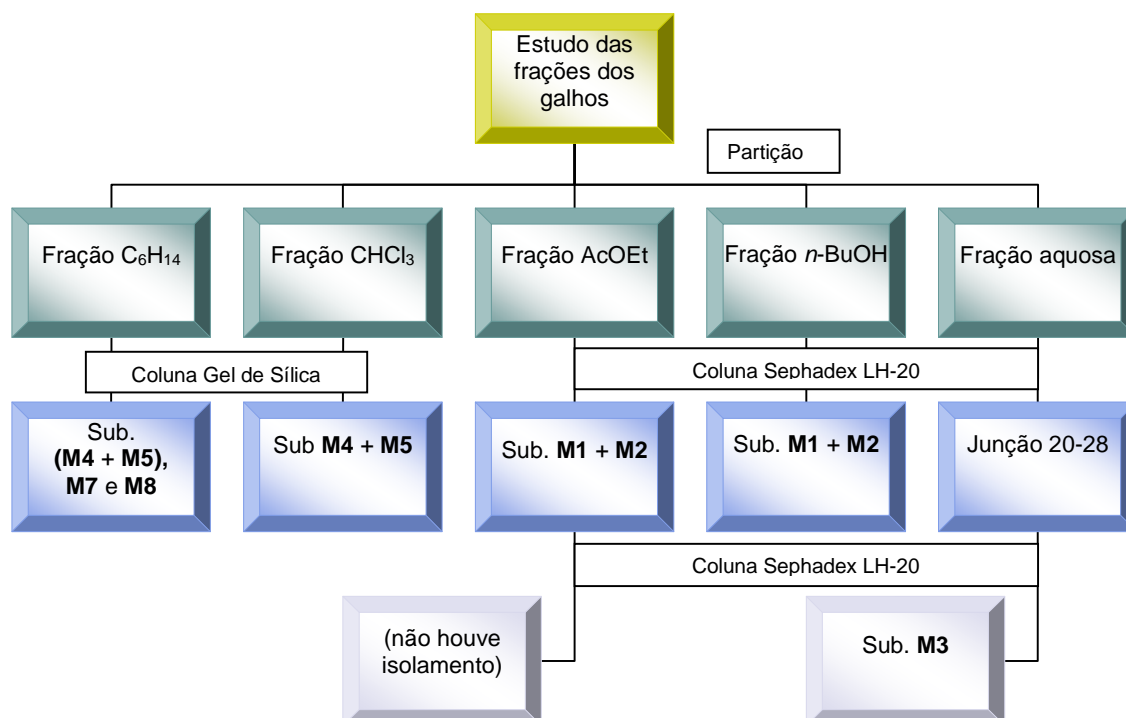 Estudo das
frações dos
galhos
Partição
Fração C₆H₁₄
Fração CHCl₃
Fração AcOEt
Fração n-BuOH
Fração aquosa
Coluna Gel de Sílica
Coluna Sephadex LH-20
Sub.
(M4 + M5),
M7 e M8
Sub M4 + M5
Sub. M1 + M2
Sub. M1 + M2
Junção 20-28
Coluna Sephadex LH-20
(não houve
isolamento)
Sub. M3